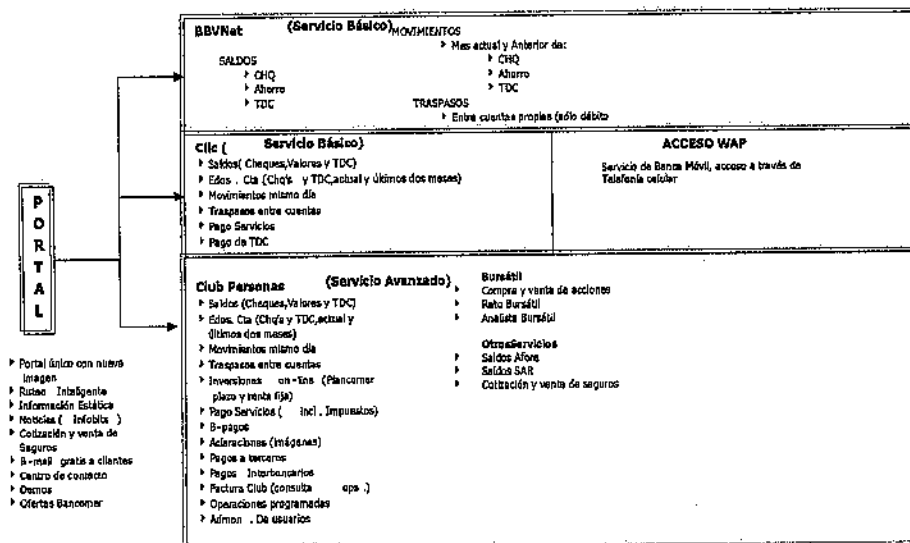 BBVNet (Servicio Básico)
SALDOS
CHQ
Ahorro
TDC
MOVIMIENTOS
Mes actual y Anterior de:
CHQ
Ahorro
TDC
TRASPASOS
Entre cuentas propias (sólo débito
Clic ( Servicio Básico)
Saldos( Cheques,Valores y TDC)
Edos . Cta (Chq's y TDC,actual y últimos dos meses)
Movimientos mismo día
Traspasos entre cuentas
Pago Servicios
Pago de TDC
ACCESO WAP
Servicio de Banca Móvil, acceso a través de
Telefonía celular
PORTAL
Portal único con nueva
imagen
Ruteo Inteligente
Información Estática
Noticias ( Infobits )
Cotización y venta de
Seguros
E-mail gratis a clientes
Centro de contacto
Demos
Ofertas Bancomer
Club Personas (Servicio Avanzado)
Saldos (Cheques,Valores y TDC)
Edos. Cta (Chq's y TDC,actual y
últimos dos meses)
Movimientos mismo día
Traspasos entre cuentas
Inversiones on-line (Plancomer
plazo y renta fija)
Pago Servicios ( incl . Impuestos)
B-pagos
Aclaraciones (imágenes)
Pagos a terceros
Pagos Interbancarios
Factura Club (consulta ops .)
Operaciones programadas
Admon . De usuarios
Bursátil
Compra y venta de acciones
Reto Bursátil
Analista Bursátil
OtrosServicios
Saldos Afore
Saldos SAR
Cotización y venta de seguros